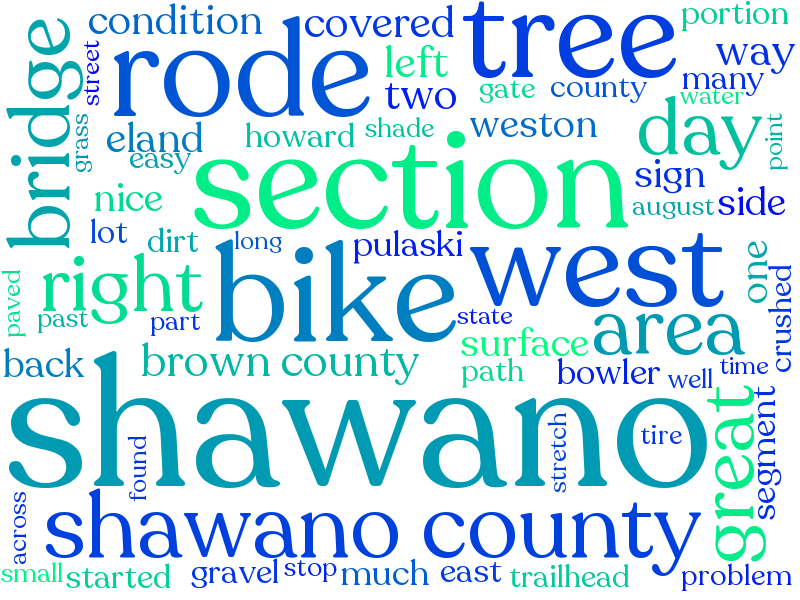 condition
covered
tree
portion
rode
bridge
street
left
way
two
gate
county
many
water
grass
eland
howard
shade
weston
day
point
easy
section
sign
nice
august
side
lot
dirt
long
pulaski
west
one
right
bike
paved
past
part
state
area
crushed
back
brown county
surface
path
bowler
well
time
shawano
great
segment
found
stretch
tire
across
shawano county
small
started
gravel
stop
much
east
trailhead
problem